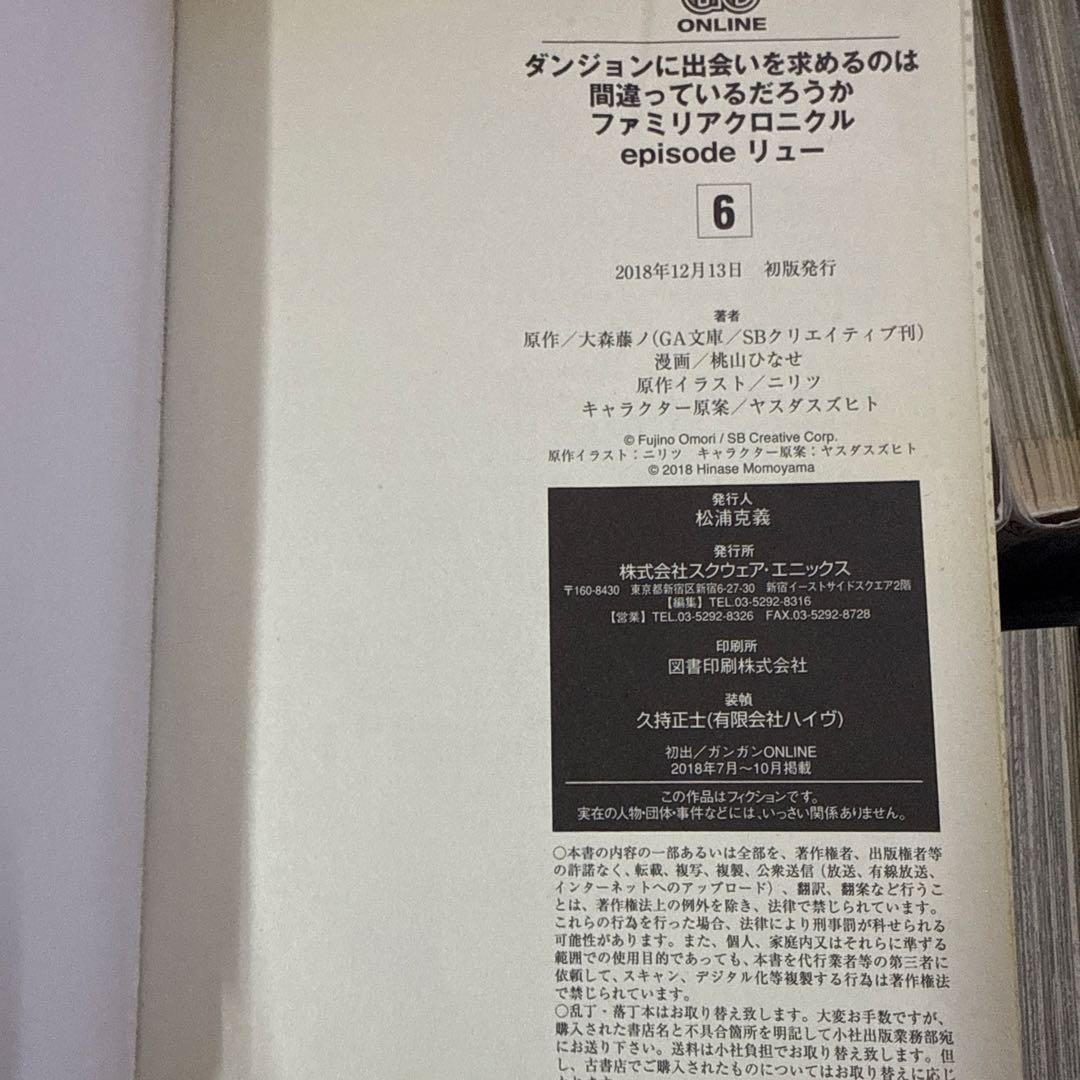 ONLINE
ダンジョンに出会いを求めるのは
間違っているだろうか
ファミリアクロニクル
episode リュー
6
2018年12月13日　初版発行
著者
原作／大森藤ノ(GA文庫／SBクリエイティブ刊)
漫画／桃山ひなせ
原作イラスト／ニリツ
キャラクター原案／ヤスダスズヒト
© Fujino Omori / SB Creative Corp.
原作イラスト：ニリツ　キャラクター原案：ヤスダスズヒト
© 2018 Hinase Momoyama
発行人
松浦克義
発行所
株式会社スクウェア・エニックス
〒160-8430　東京都新宿区新宿6-27-30　新宿イーストサイドスクエア2階
【編集】TEL.03-5292-8316
【営業】TEL.03-5292-8326　FAX.03-5292-8728
印刷所
図書印刷株式会社
装幀
久持正士(有限会社ハイヴ)
初出／ガンガンONLINE
2018年7月～10月掲載
この作品はフィクションです。
実在の人物・団体・事件などには、いっさい関係ありません。
○本書の内容の一部あるいは全部を、著作権者、出版権者等
の許諾なく、転載、複写、複製、公衆送信（放送、有線放送、
インターネットへのアップロード）、翻訳、翻案など行うこ
とは、著作権法上の例外を除き、法律で禁じられています。
これらの行為を行った場合、法律により刑事罰が科せられる
可能性があります。また、個人、家庭内又はそれらに準ずる
範囲での使用目的であっても、本書を代行業者等の第三者に
依頼して、スキャン、デジタル化等複製する行為は著作権法
で禁じられています。
○乱丁・落丁本はお取り替え致します。大変お手数ですが、
購入された書店名と不具合箇所を明記して小社出版業務部宛
にお送り下さい。送料は小社負担でお取り替え致します。但
し、古書店でご購入されたものについてはお取り替えに応じ